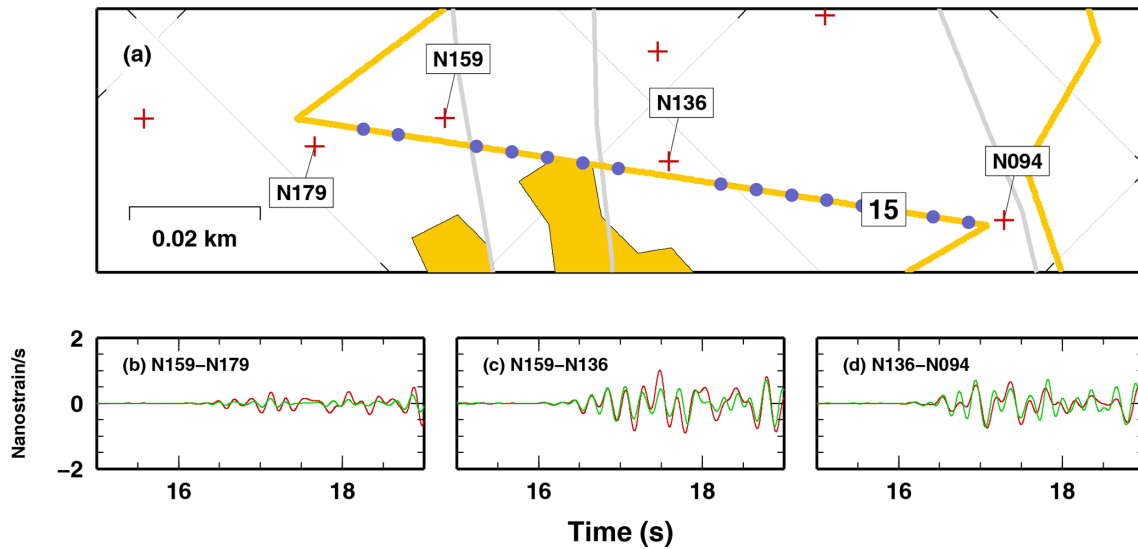 (a)
N159
N136
N179
N094
15
0.02 km
Nanostrain/s
2
0
−2
(b) N159−N179
(c) N159−N136
(d) N136−N094
16
18
16
18
16
18
Time (s)